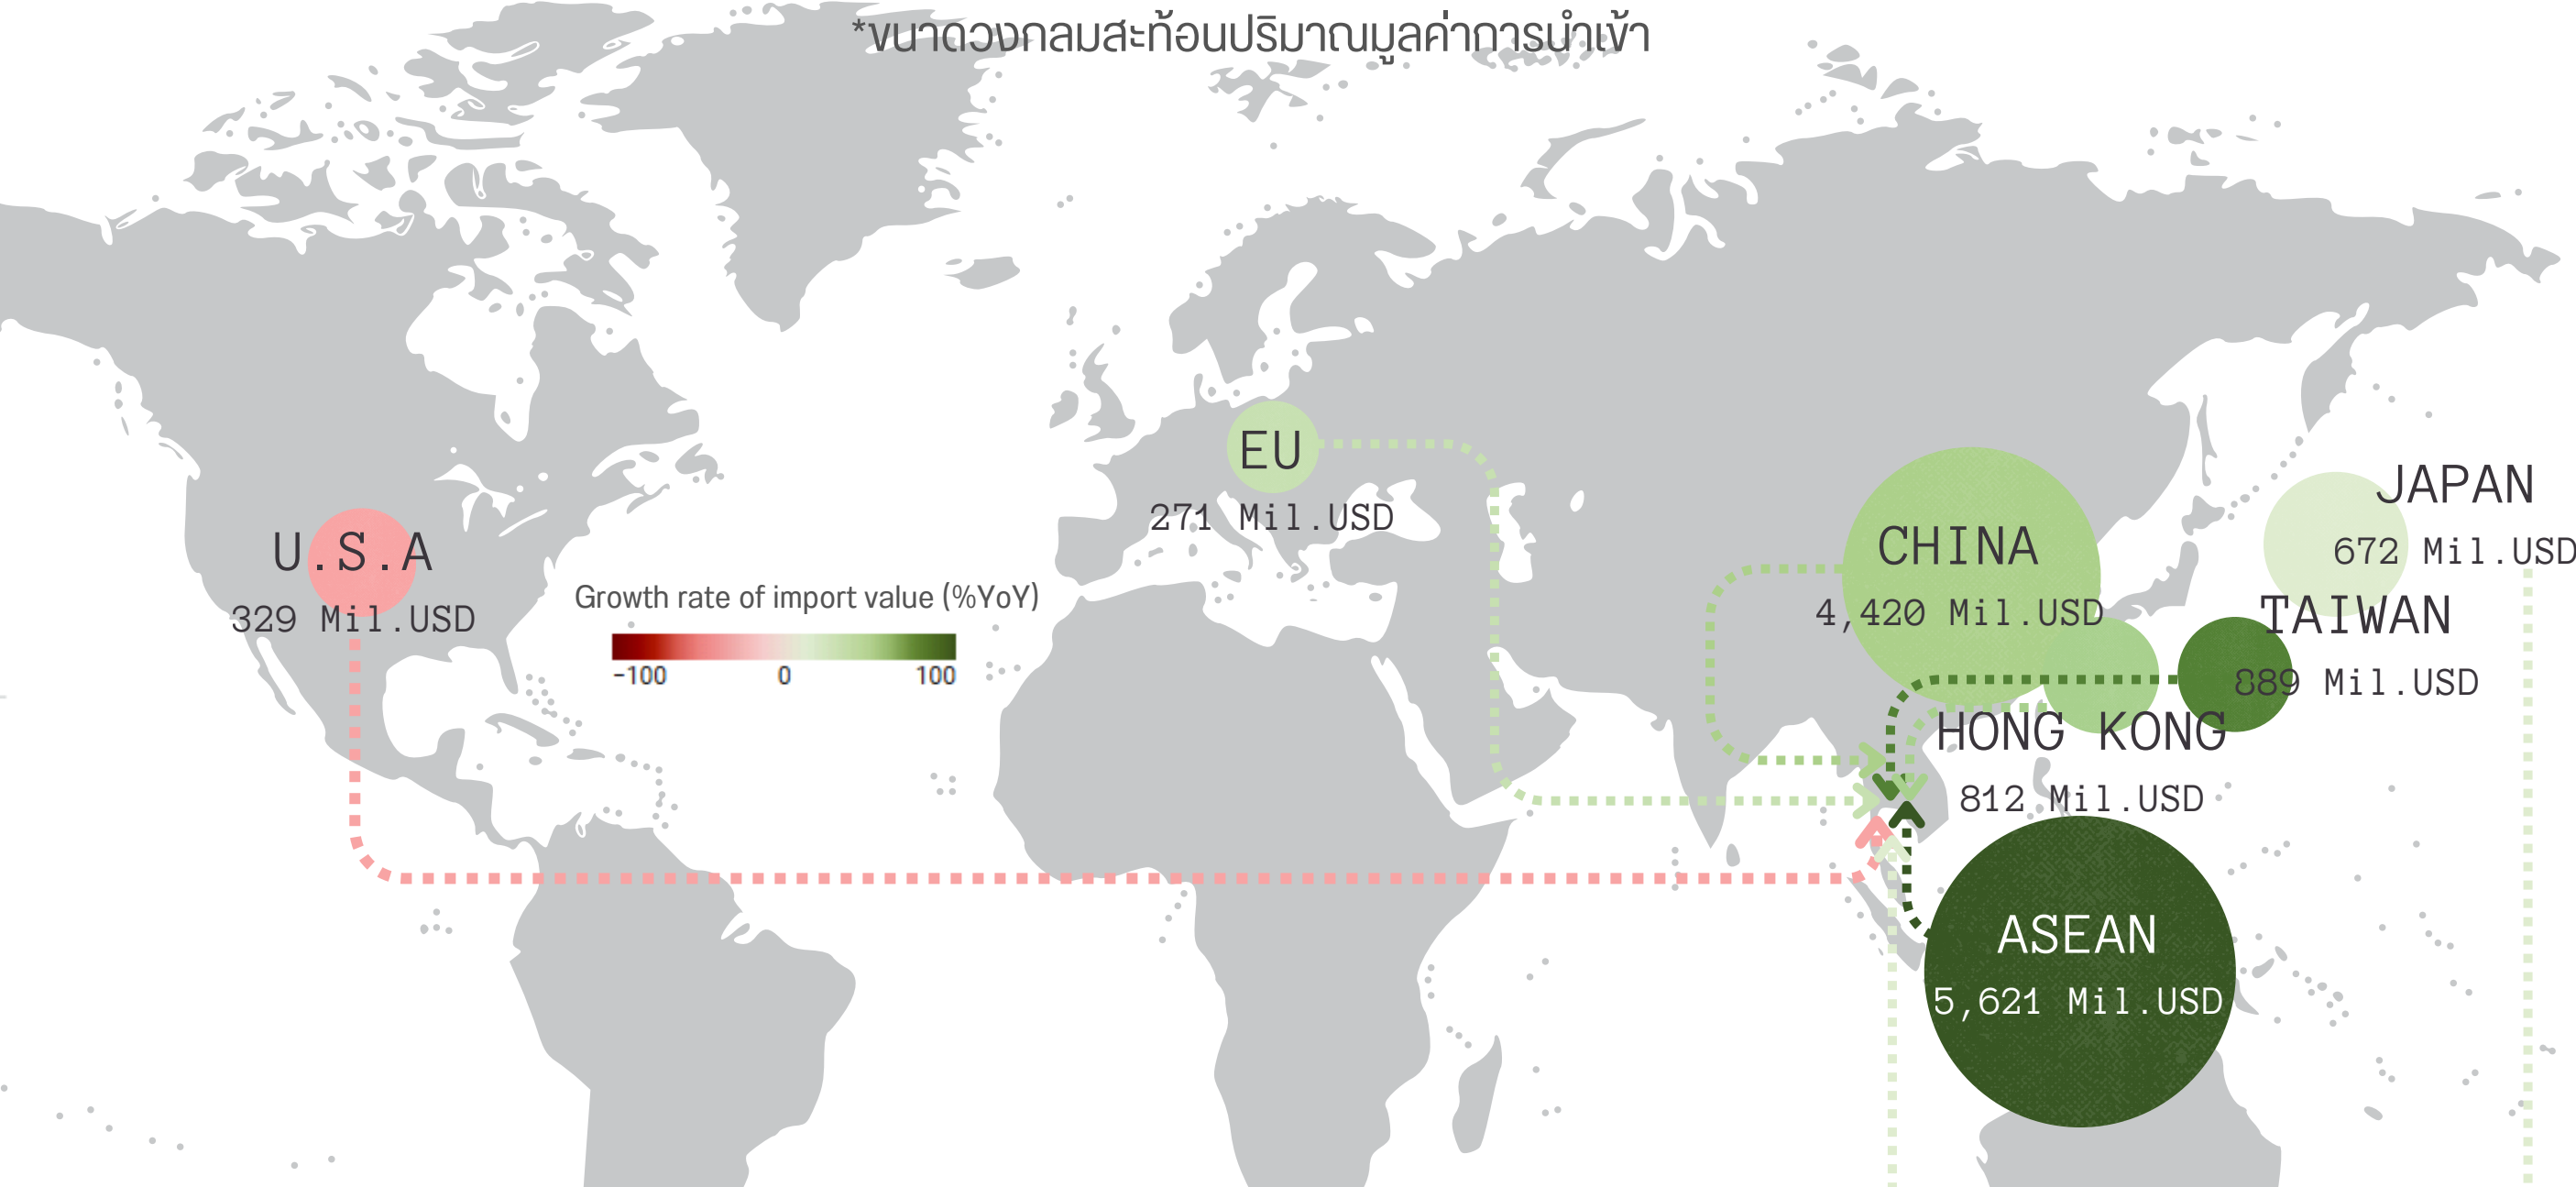 *ขนาดวงกลมสะท้อนปริมาณมูลค่าการนำเข้า
EU
271 Mil.USD
U.S.A
329 Mil.USD
Growth rate of import value (%YoY)
-100 0 100
CHINA
4,420 Mil.USD
JAPAN
672 Mil.USD
TAIWAN
889 Mil.USD
HONG KONG
812 Mil.USD
ASEAN
5,621 Mil.USD